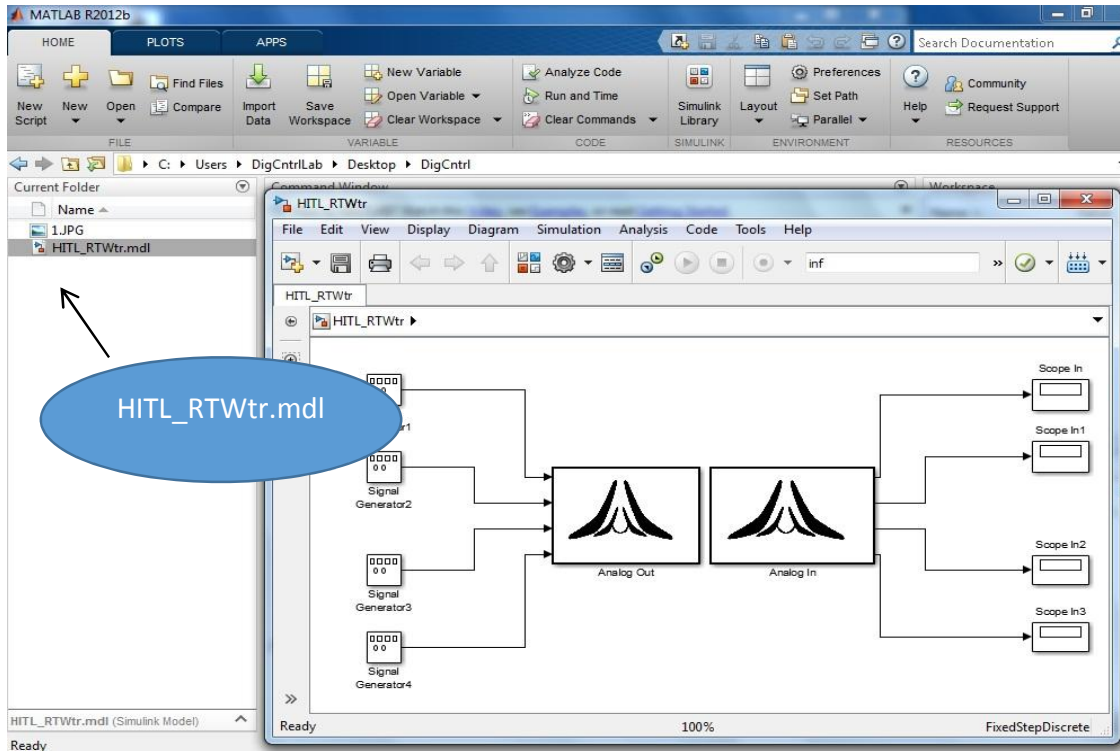 MATLAB R2012b
HOME PLOTS APPS
Search Documentation
New Script
New
Open
Find Files
Compare
Import Data
Save Workspace
New Variable
Open Variable
Clear Workspace
Analyze Code
Run and Time
Clear Commands
Simulink Library
Layout
Preferences
Set Path
Parallel
Help
Community
Request Support
FILE VARIABLE CODE SIMULINK ENVIRONMENT RESOURCES
C: Users DigCntrlLab Desktop DigCntrl
Current Folder
Command Window
Workspace
Name
1.JPG
HITL_RTWtr.mdl
HITL_RTWtr
File Edit View Display Diagram Simulation Analysis Code Tools Help
inf
»
HITL_RTWtr
HITL_RTWtr
HITL_RTWtr.mdl
Signal
Generator2
Signal
Generator3
Signal
Generator4
Analog Out
Analog In
Scope In
Scope In1
Scope In2
Scope In3
»
HITL_RTWtr.mdl (Simulink Model)
Ready 100% FixedStepDiscrete
Ready